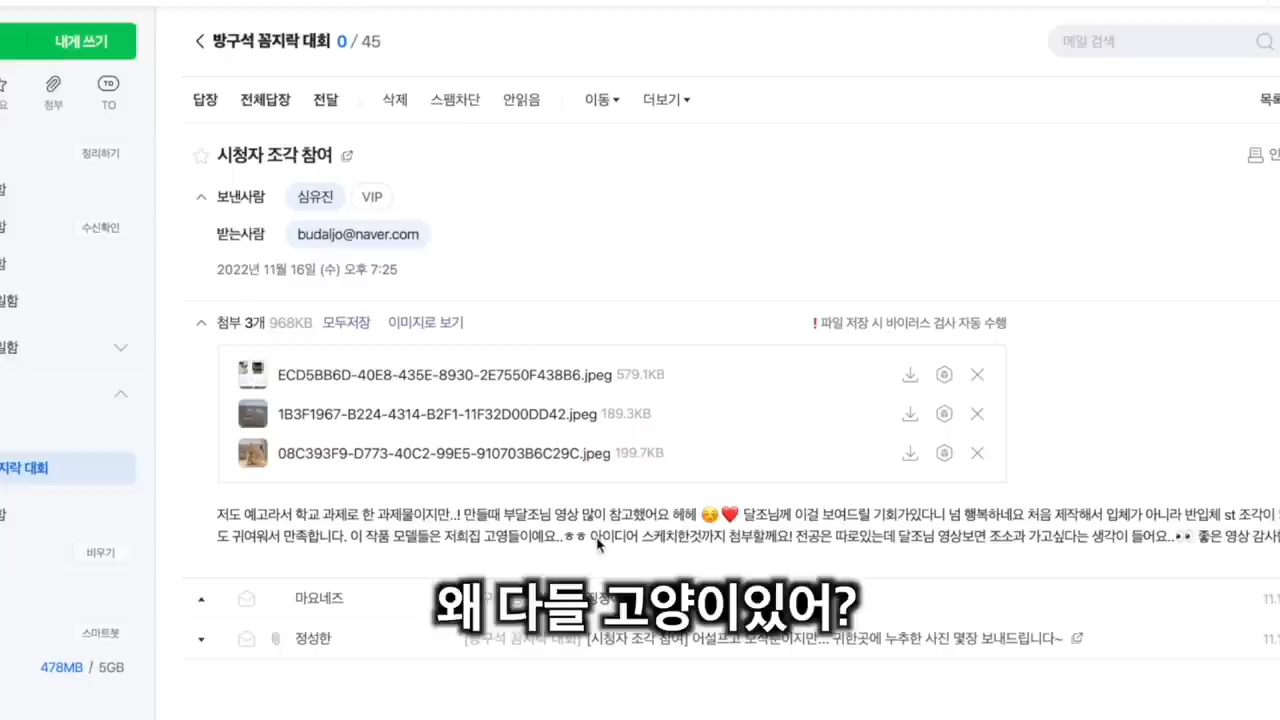 내게 쓰기
방구석 꼼지락 대회 0 / 45
메일 검색
첨부
TO
TO
답장 전체답장 전달 삭제 스팸차단 안읽음 이동 더보기
정리하기
시청자 조각 참여
보낸사람 심유진 VIP
수신확인
받는사람 budaljo@naver.com
2022년 11월 16일 (수) 오후 7:25
첨부 3개 968KB 모두저장 이미지로 보기
! 파일 저장 시 바이러스 검사 자동 수행
ECD5BB6D-40E8-435E-8930-2E7550F438B6.jpeg 579.1KB
1B3F1967-B224-4314-B2F1-11F32D00DD42.jpeg 189.3KB
08C393F9-D773-40C2-99E5-910703B6C29C.jpeg 199.7KB
지락 대회
저도 예고라서 학교 과제로 한 과제물이지만..! 만들때 부달조님 영상 많이 참고했어요 헤헤 😊❤️ 달조님께 이걸 보여드릴 기회가있다니 넘 행복하네요 처음 제작해서 입체가 아니라 반입체 st 조각이
도 귀여워서 만족합니다. 이 작품 모델들은 저희집 고영들이예요..ㅎㅎ 아이디어 스케치한것까지 첨부할께요! 전공은 따로있는데 달조님 영상보면 조소과 가고싶다는 생각이 들어요..👀 좋은 영상 감사
비우기
마요네즈
왜 다들 고양이있어?
스마트봇
정성한 [방구석 꼼지락 대회] [시청자 조각 참여] 어설프고 모작뿐이지만... 귀한곳에 누추한 사진 몇장 보내드립니다~
478MB / 5GB